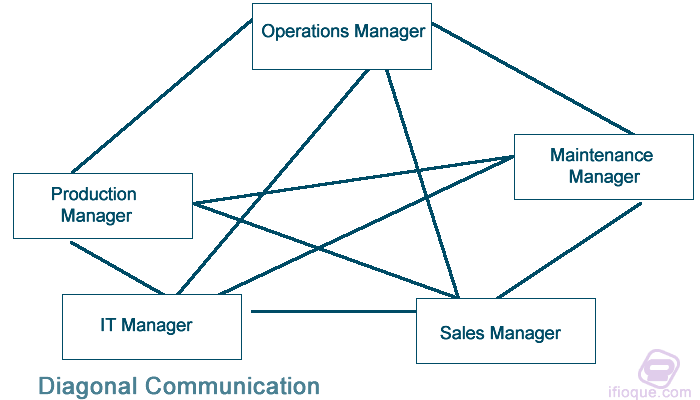 Operations Manager
Maintenance
Manager
Production
Manager
IT Manager
Sales Manager
Diagonal Communication
ifioque.com